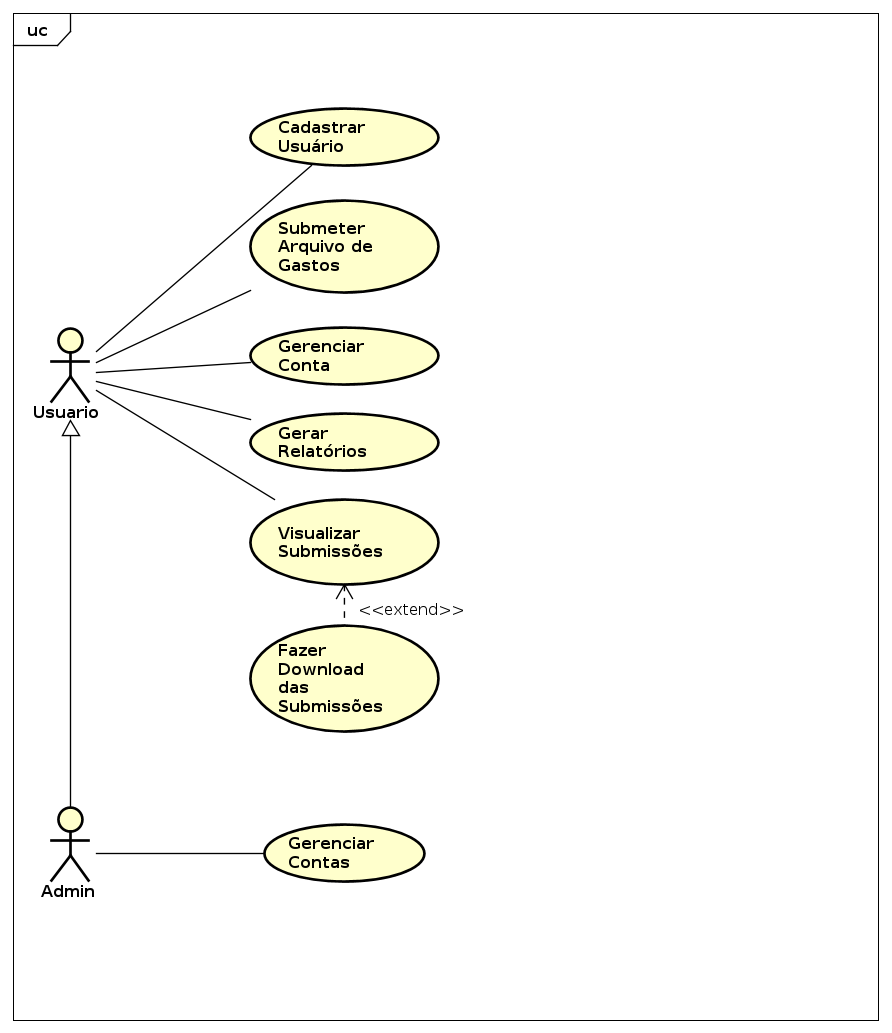 uc
Cadastrar
Usuário
Submeter
Arquivo de
Gastos
Gerenciar
Conta
Usuario
Gerar
Relatórios
Visualizar
Submissões
<<extend>>
Fazer
Download
das
Submissões
Gerenciar
Contas
Admin